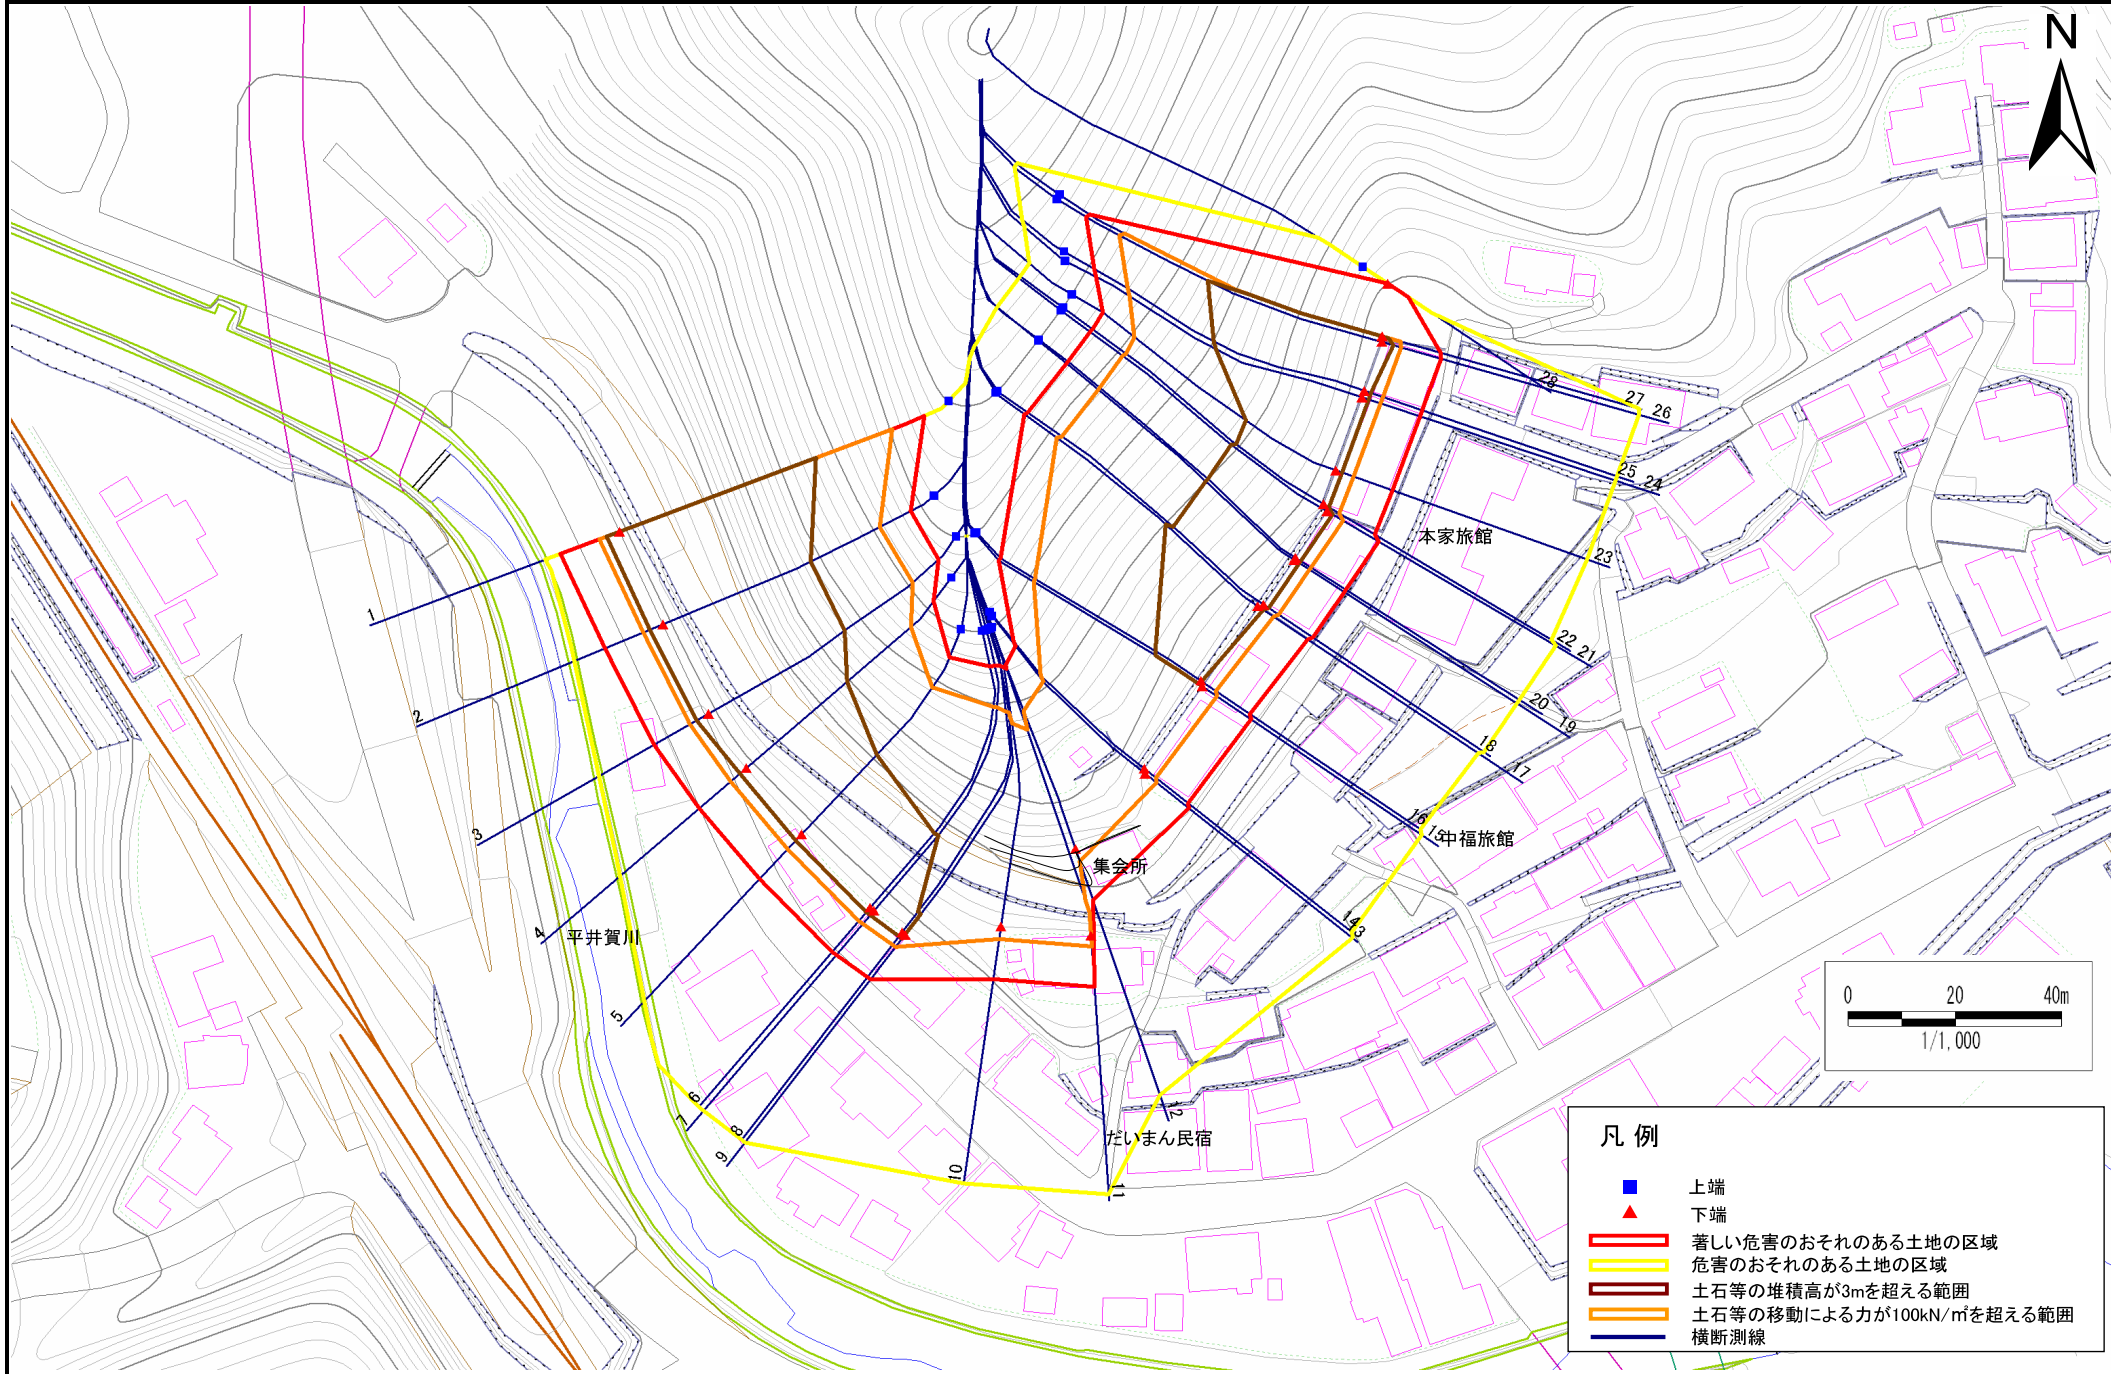 N
28
27
26
25
24
本家旅館
23
1
22
21
2
20
19
18
17
3
16
15
中福旅館
集会所
4
平井賀川
14
13
5
0
20
40m
1/1,000
6
7
8
9
10
12
だいまん民宿
11
凡 例
上端
下端
著しい危害のおそれのある土地の区域
危害のおそれのある土地の区域
土石等の堆積高が3mを超える範囲
土石等の移動による力が100kN/㎡を超える範囲
横断測線